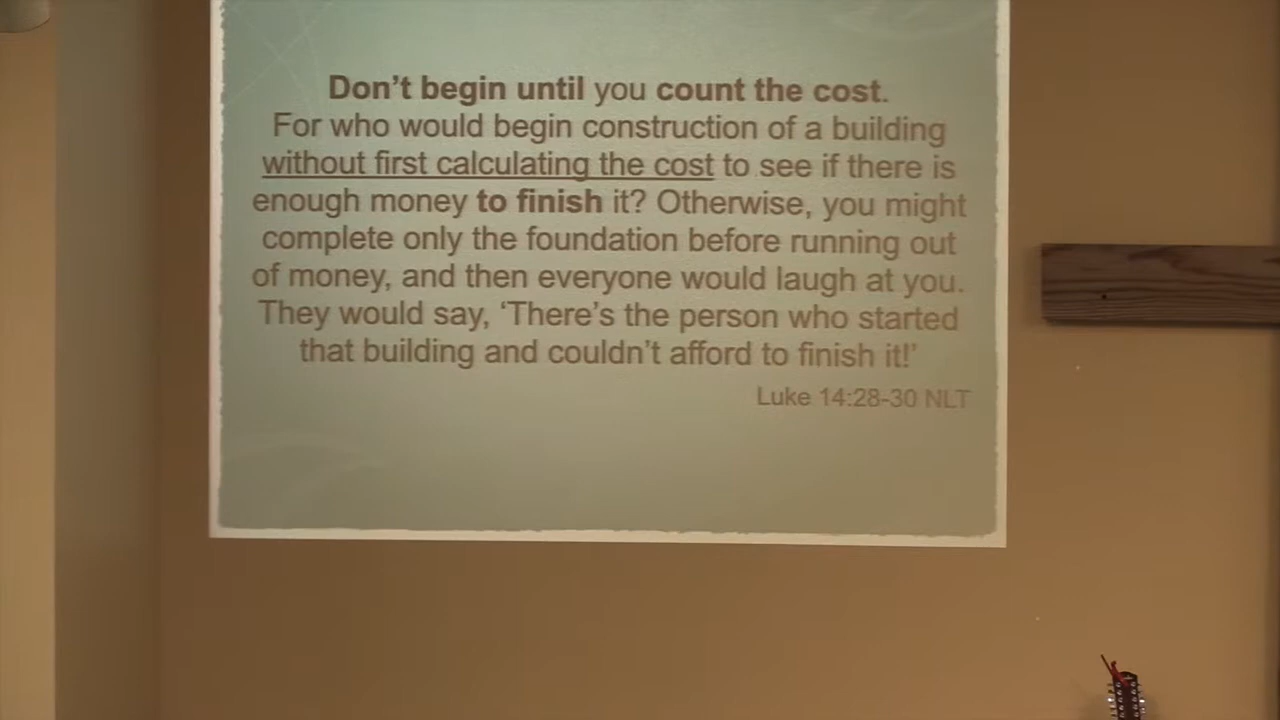 Don't begin until you count the cost.
For who would begin construction of a building
without first calculating the cost to see if there is
enough money to finish it? Otherwise, you might
complete only the foundation before running out
of money, and then everyone would laugh at you.
They would say, ‘There's the person who started
that building and couldn't afford to finish it!’
Luke 14:28-30 NLT